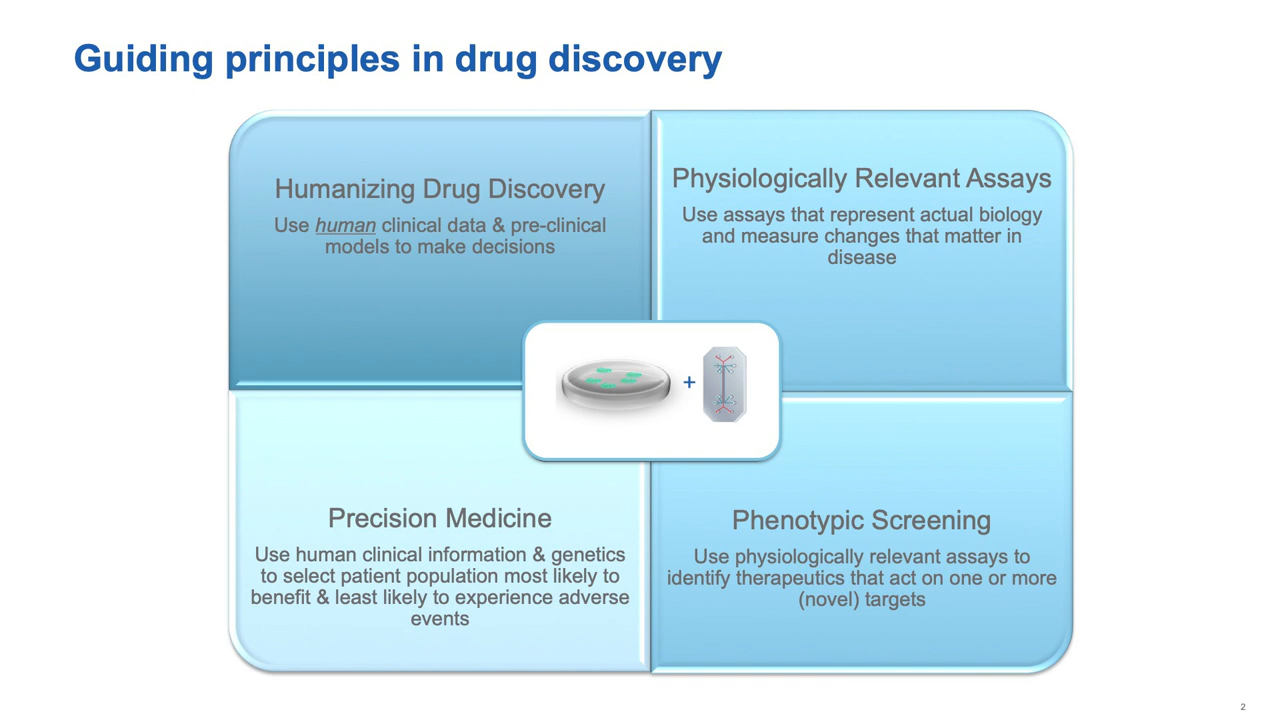 Guiding principles in drug discovery
Humanizing Drug Discovery
Use human clinical data & pre-clinical
models to make decisions
Physiologically Relevant Assays
Use assays that represent actual biology
and measure changes that matter in
disease
+
Precision Medicine
Use human clinical information & genetics
to select patient population most likely to
benefit & least likely to experience adverse
events
Phenotypic Screening
Use physiologically relevant assays to
identify therapeutics that act on one or more
(novel) targets
2